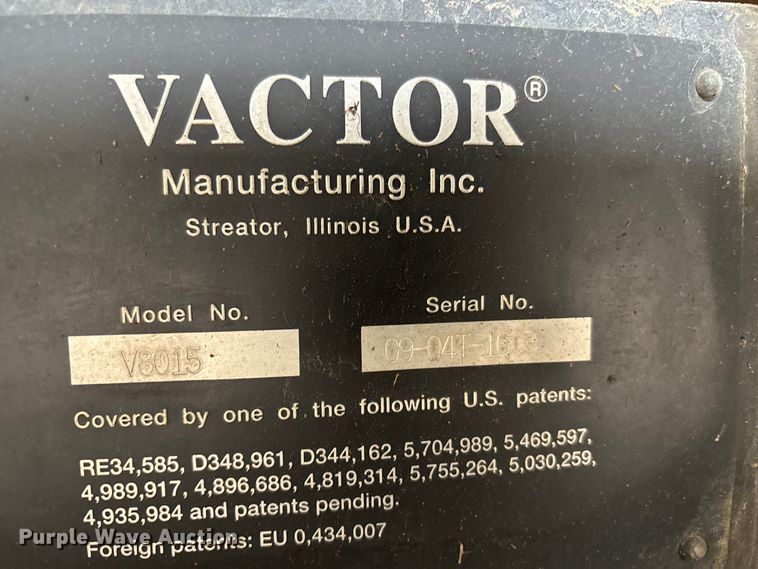 VACTOR®
Manufacturing Inc.
Streator, Illinois U.S.A.
Model No.
Serial No.
V8015
Covered by one of the following U.S. patents:
RE34,585, D348,961, D344,162, 5,704,989, 5,469,597,
4,989,917, 4,896,686, 4,819,314, 5,755,264, 5,030,259,
4,935,984 and patents pending.
Foreign patents: EU 0,434,007
Purple Wave Auction